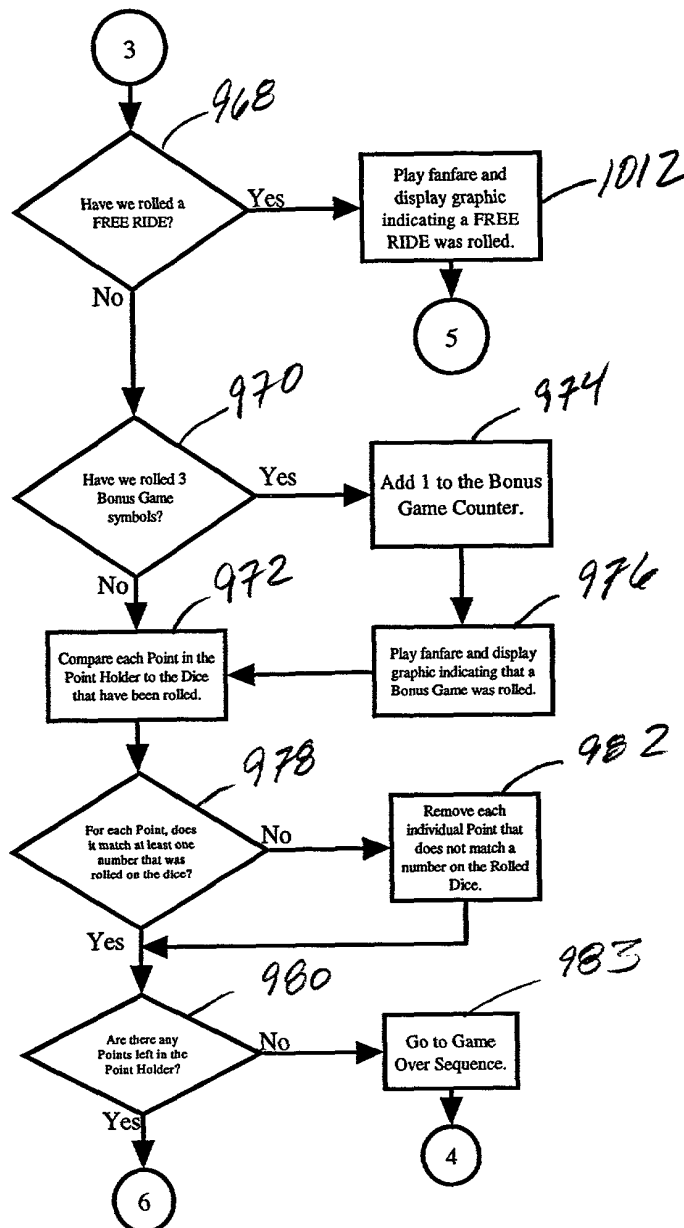 3
968
Have we rolled a
FREE RIDE?
Yes
No
Play fanfare and
display graphic
indicating a FREE
RIDE was rolled.
1012
5
970
Have we rolled 3
Bonus Game
symbols?
Yes
No
974
Add 1 to the Bonus
Game Counter.
972
Compare each Point in the
Point Holder to the Dice
that have been rolled.
976
Play fanfare and display
graphic indicating that a
Bonus Game was rolled.
978
For each Point, does
it match at least one
number that was
rolled on the dice?
No
Yes
982
Remove each
individual Point that
does not match a
number on the Rolled
Dice.
980
Are there any
Points left in the
Point Holder?
No
Yes
983
Go to Game
Over Sequence.
4
6